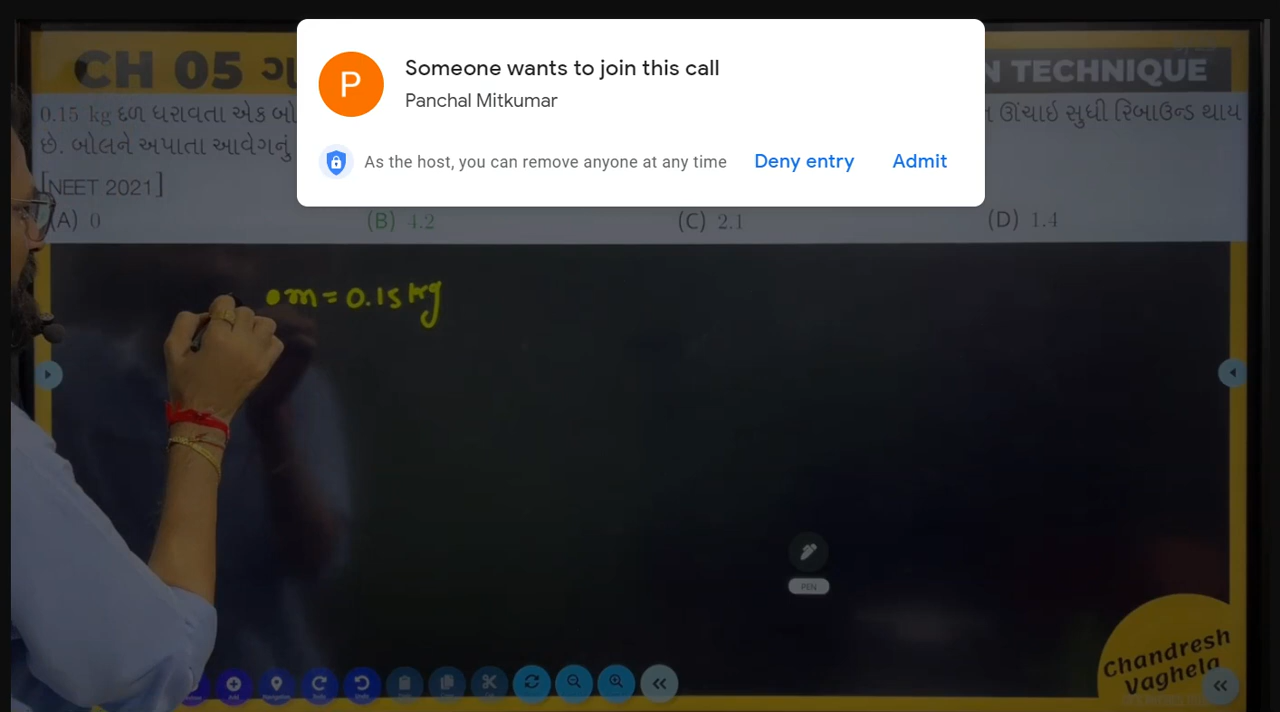 CH 05
N TECHNIQUE
Someone wants to join this call
P
Panchal Mitkumar
As the host, you can remove anyone at any time
Deny entry
Admit
0.15 kg દળ ધરાવતા એક બો
ઊંચાઇ સુધી રિબાઉન્ડ થાય
છે. બોલને અપાતા આવેગનું
[NEET 2021]
(A) 0 (B) 4.2 (C) 2.1 (D) 1.4
m = 0.15 kg
PEN
Chandresh
Vaghela